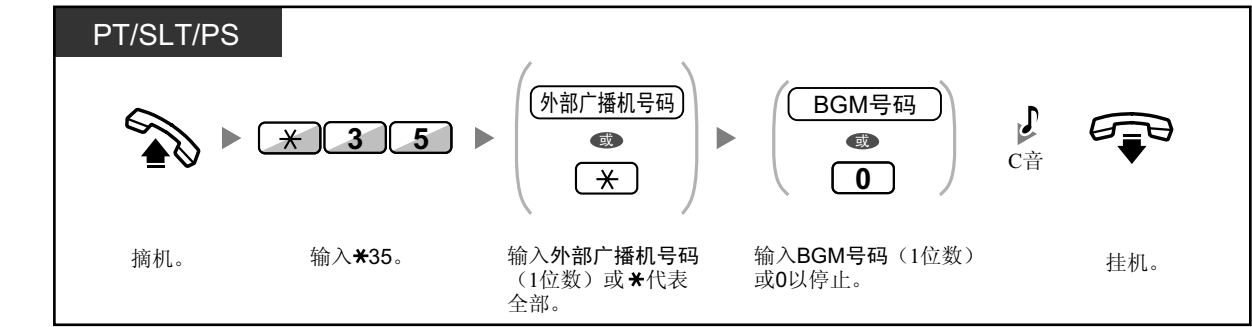 PT/SLT/PS
外部广播机号码
或
*
BGM号码
或
0
* 3 5
C音
摘机。
输入*35。
输入外部广播机号码
（1位数）或*代表
全部。
输入BGM号码（1位数）
或0以停止。
挂机。